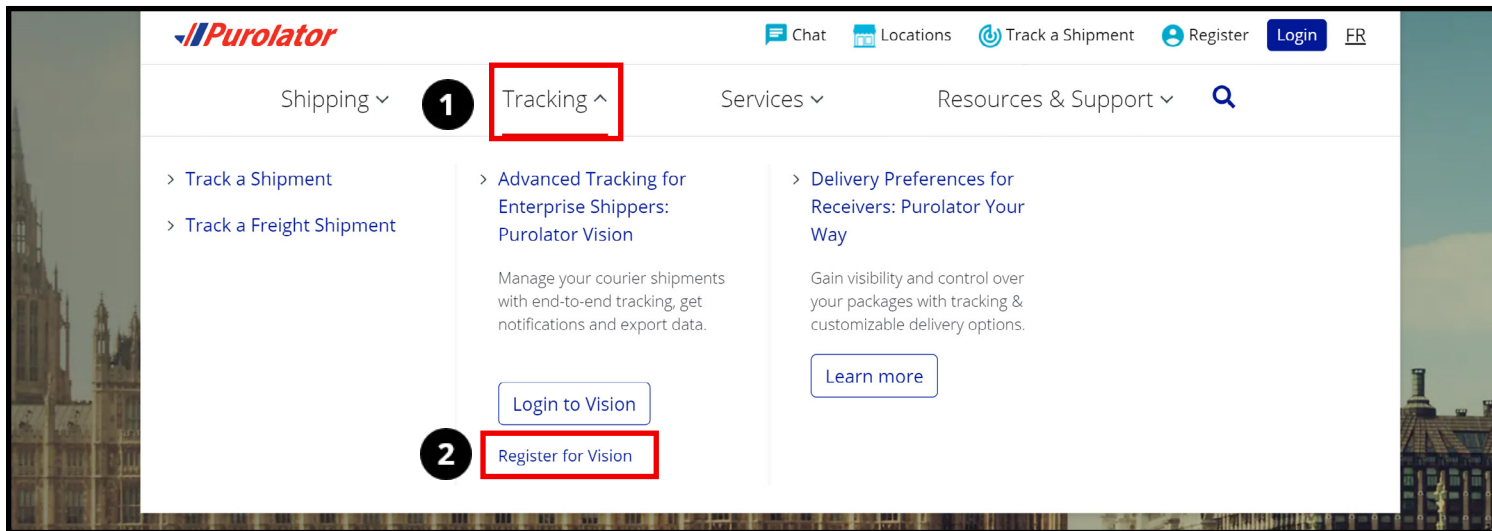 Purolator
Chat Locations Track a Shipment Register Login FR
Shipping 1 Tracking Services Resources & Support
> Track a Shipment
> Track a Freight Shipment
> Advanced Tracking for
Enterprise Shippers:
Purolator Vision
Manage your courier shipments
with end-to-end tracking, get
notifications and export data.
Login to Vision
2 Register for Vision
> Delivery Preferences for
Receivers: Purolator Your
Way
Gain visibility and control over
your packages with tracking &
customizable delivery options.
Learn more